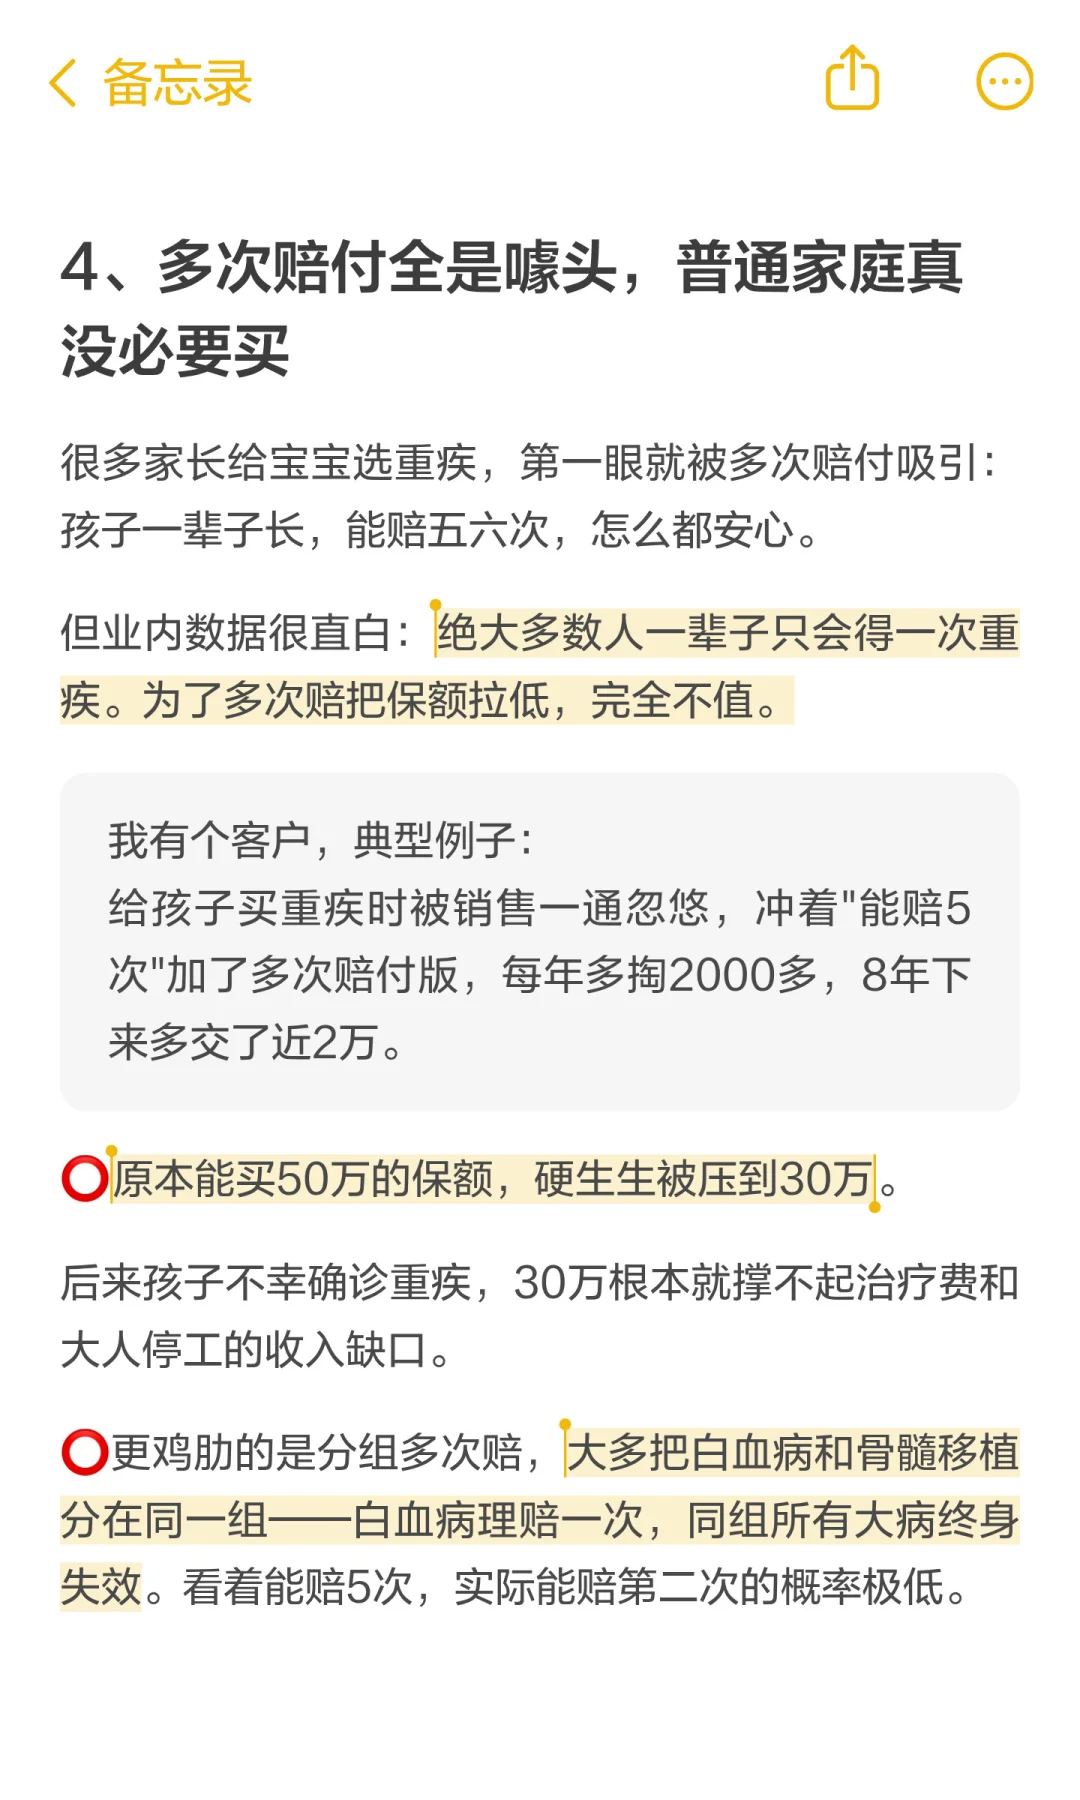 备忘录
4、多次赔付全是噱头，普通家庭真
没必要买
很多家长给宝宝选重疾，第一眼就被多次赔付吸引：
孩子一辈子长，能赔五六次，怎么都安心。
但业内数据很直白：绝大多数人一辈子只会得一次重
疾。为了多次赔把保额拉低，完全不值。
我有个客户，典型例子：
给孩子买重疾时被销售一通忽悠，冲着"能赔5
次"加了多次赔付版，每年多掏2000多，8年下
来多交了近2万。
⭕原本能买50万的保额，硬生生被压到30万。
后来孩子不幸确诊重疾，30万根本就撑不起治疗费和
大人停工的收入缺口。
⭕更鸡肋的是分组多次赔，大多把白血病和骨髓移植
分在同一组——白血病理赔一次，同组所有大病终身
失效。看着能赔5次，实际能赔第二次的概率极低。